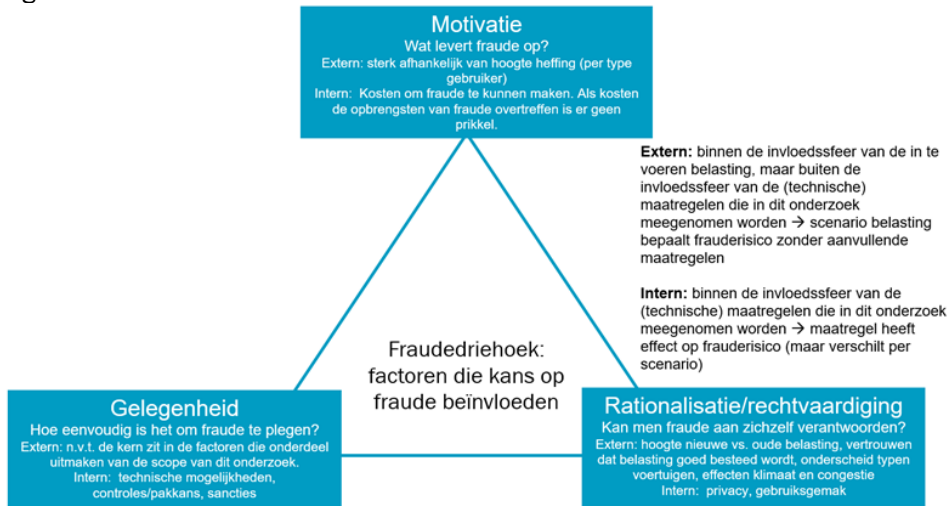 Motivatie
Wat levert fraude op?
Extern: sterk afhankelijk van hoogte heffing (per type
gebruiker)
Intern:  Kosten om fraude te kunnen maken. Als kosten
de opbrengsten van fraude overtreffen is er geen
prikkel.
Extern: binnen de invloedssfeer van de in te
voeren belasting, maar buiten de
invloedssfeer van de (technische)
maatregelen die in dit onderzoek
meegenomen worden → scenario belasting
bepaalt frauderisico zonder aanvullende
maatregelen
Intern: binnen de invloedssfeer van de
(technische) maatregelen die in dit onderzoek
meegenomen worden → maatregel heeft
effect op frauderisico (maar verschilt per
scenario)
Fraudedriehoek:
factoren die kans op
fraude beïnvloeden
Gelegenheid
Hoe eenvoudig is het om fraude te plegen?
Extern: n.v.t. de kern zit in de factoren die onderdeel
uitmaken van de scope van dit onderzoek.
Intern:  technische mogelijkheden,
controles/pakkans, sancties
Rationalisatie/rechtvaardiging
Kan men fraude aan zichzelf verantwoorden?
Extern: hoogte nieuwe vs. oude belasting, vertrouwen
dat belasting goed besteed wordt, onderscheid typen
voertuigen, effecten klimaat en congestie
Intern:  privacy, gebruiksgemak